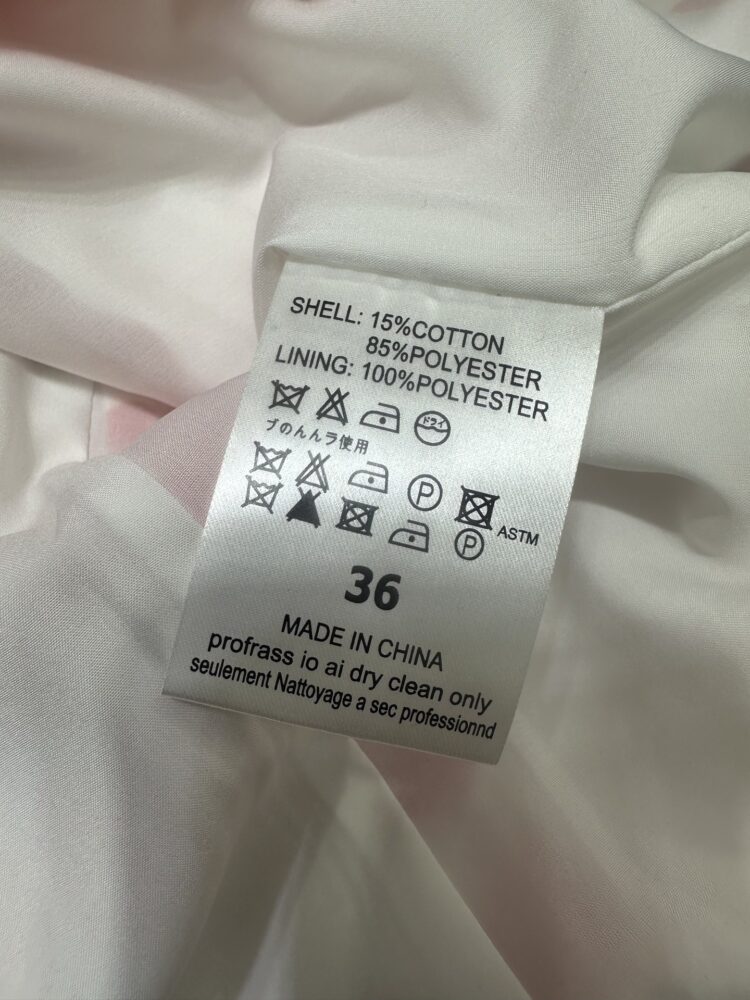 SHELL: 15%COTTON
85%POLYESTER
LINING: 100%POLYESTER
ドライ
プのんんラ使用
P
ASTM
P
36
MADE IN CHINA
profrass io ai dry clean only
seulement Nattoyage a sec professionnd